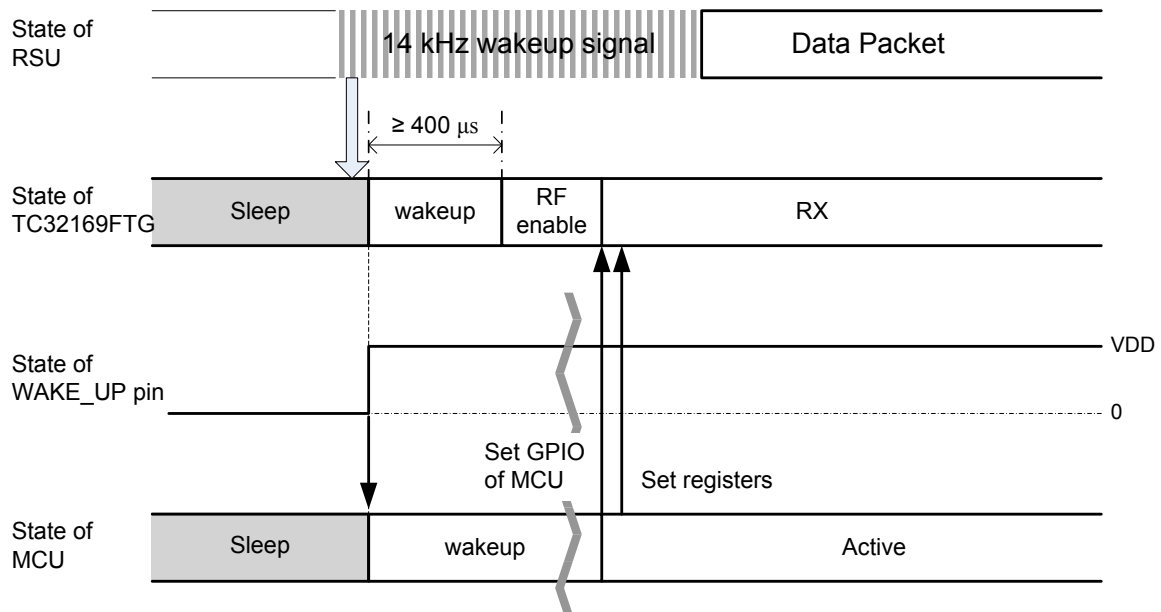 State of
RSU
14 kHz wakeup signal
Data Packet
≥ 400 μs
State of
TC32169FTG
Sleep
wakeup
RF
enable
RX
State of
WAKE_UP pin
VDD
0
Set GPIO
of MCU
Set registers
State of
MCU
Sleep
wakeup
Active